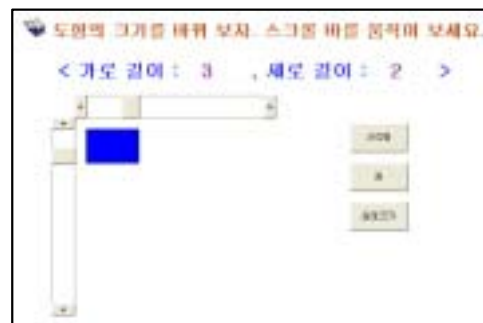 도형의 크기를 바꿔 보자. 스크롤 바를 움직여 보세요.
< 가로 길이 : 3 , 세로 길이 : 2 >